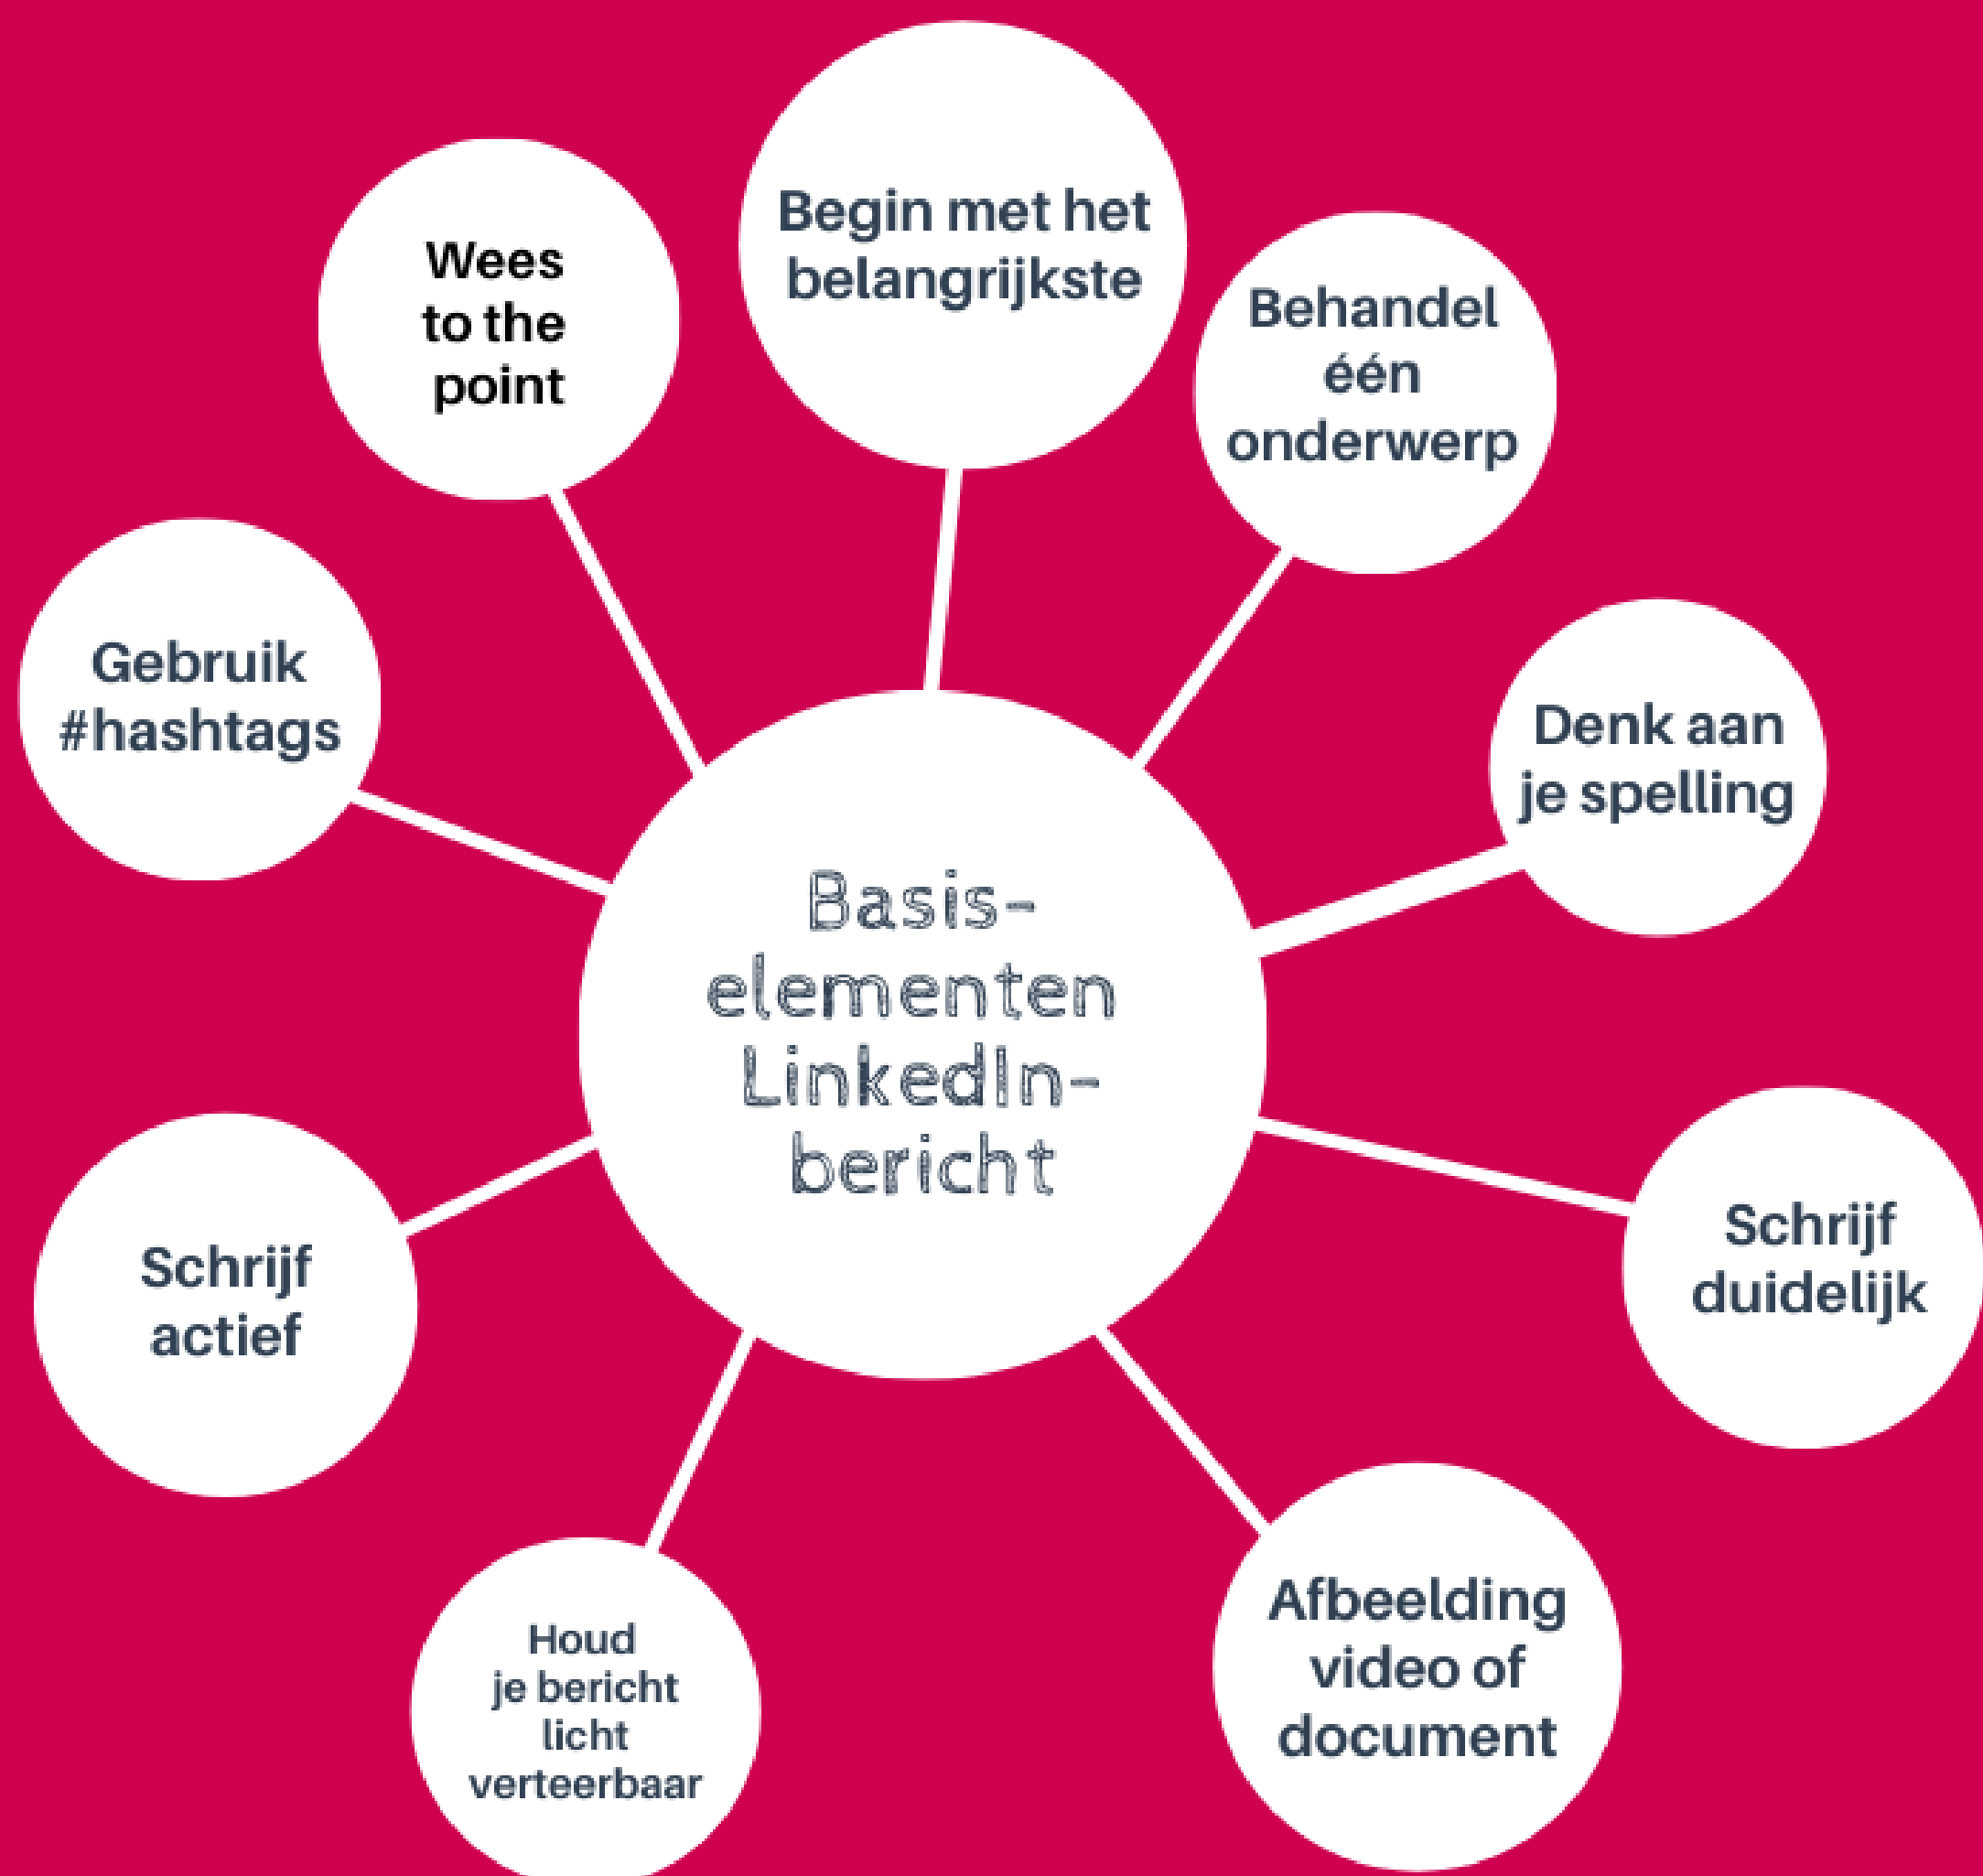 Begin met het
belangrijkste
Wees
to the
point
Behandel
één
onderwerp
Gebruik
#hashtags
Denk aan
je spelling
Basis-
elementen
LinkedIn-
bericht
Schrijf
actief
Schrijf
duidelijk
Houd
je bericht
licht
verteerbaar
Afbeelding
video of
document